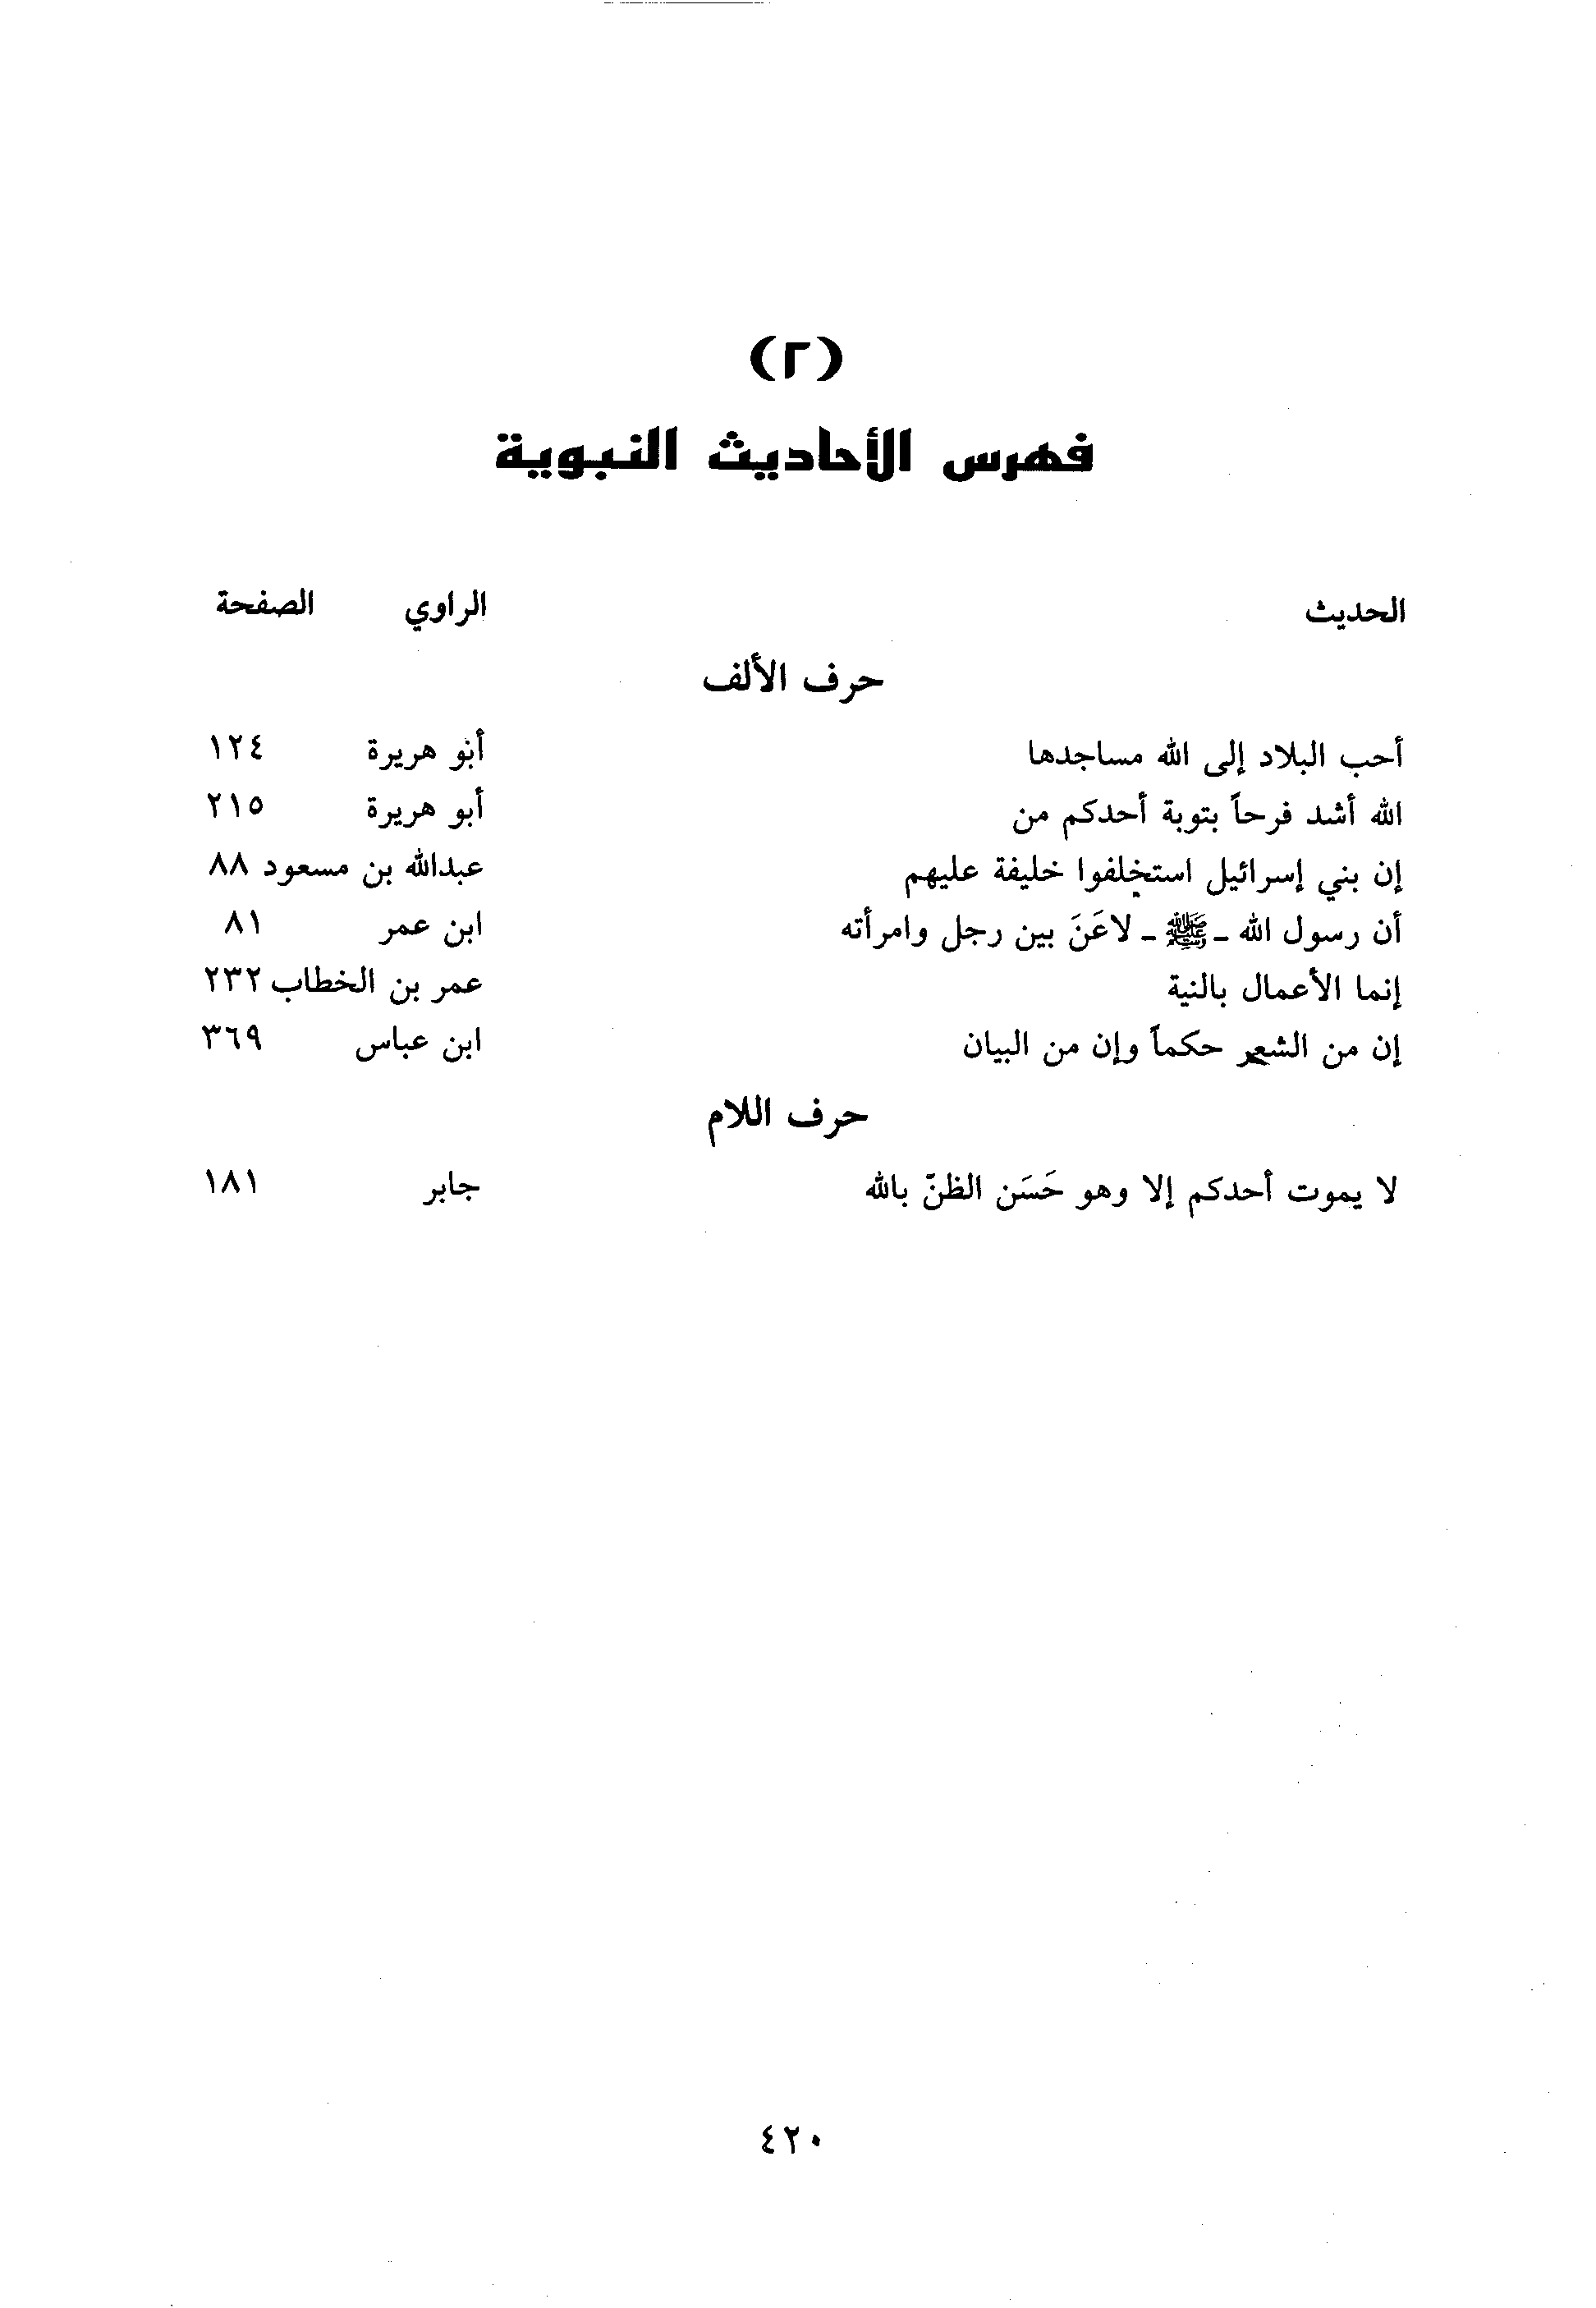 (٢)
فهرس الأحاديث النبوية
الحديث الراوي الصفحة
حرف الألف
أحب البلاد إلى الله مساجدها أبو هريرة ١٢٤
الله أشد فرحاً بتوبة أحدكم من أبو هريرة ٢١٥
إن بني إسرائيل استخلفوا خليفة عليهم عبدالله بن مسعود ٨٨
أن رسول الله - ﷺ - لاعَنَ بين رجل وامرأته ابن عمر ٨١
إنما الأعمال بالنية عمر بن الخطاب ٢٣٢
إن من الشعر حكماً وإن من البيان ابن عباس ٣٦٩
حرف اللام
لا يموت أحدكم إلا وهو حَسَن الظنّ بالله جابر ١٨١
٤٢٠